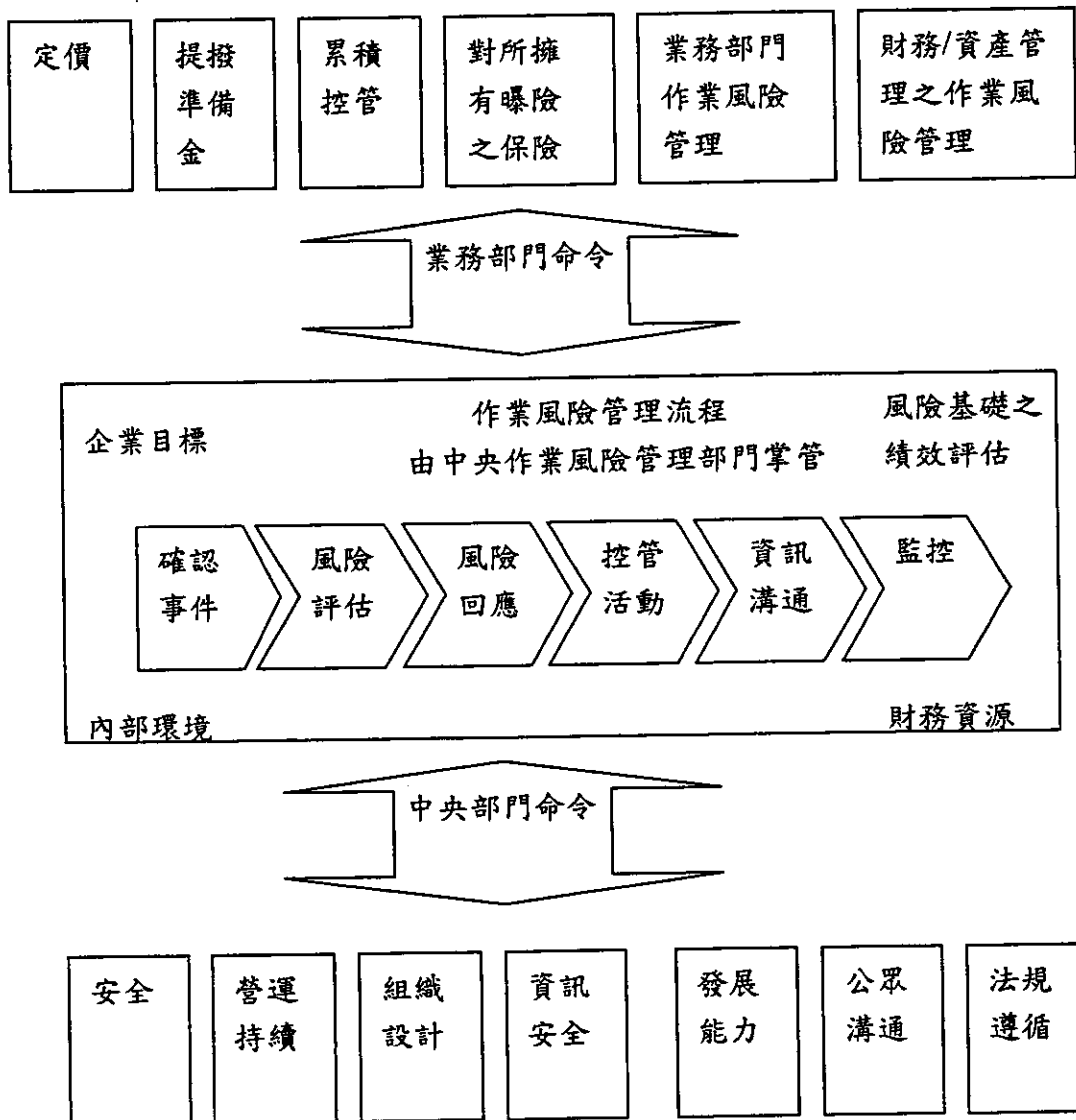 定價
提撥
準備
金
累積
控管
對所擁
有曝險
之保險
業務部門
作業風險
管理
財務/資產管
理之作業風
險管理
業務部門命令
企業目標
作業風險管理流程
由中央作業風險管理部門掌管
風險基礎之
績效評估
確認
事件
風險
評估
風險
回應
控管
活動
資訊
溝通
監控
內部環境
財務資源
中央部門命令
安全
營運
持續
組織
設計
資訊
安全
發展
能力
公眾
溝通
法規
遵循